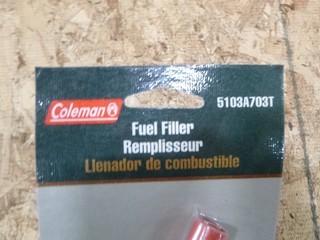 Coleman
5103A703T
Fuel Filler
Remplisseur
Llenador de combustible